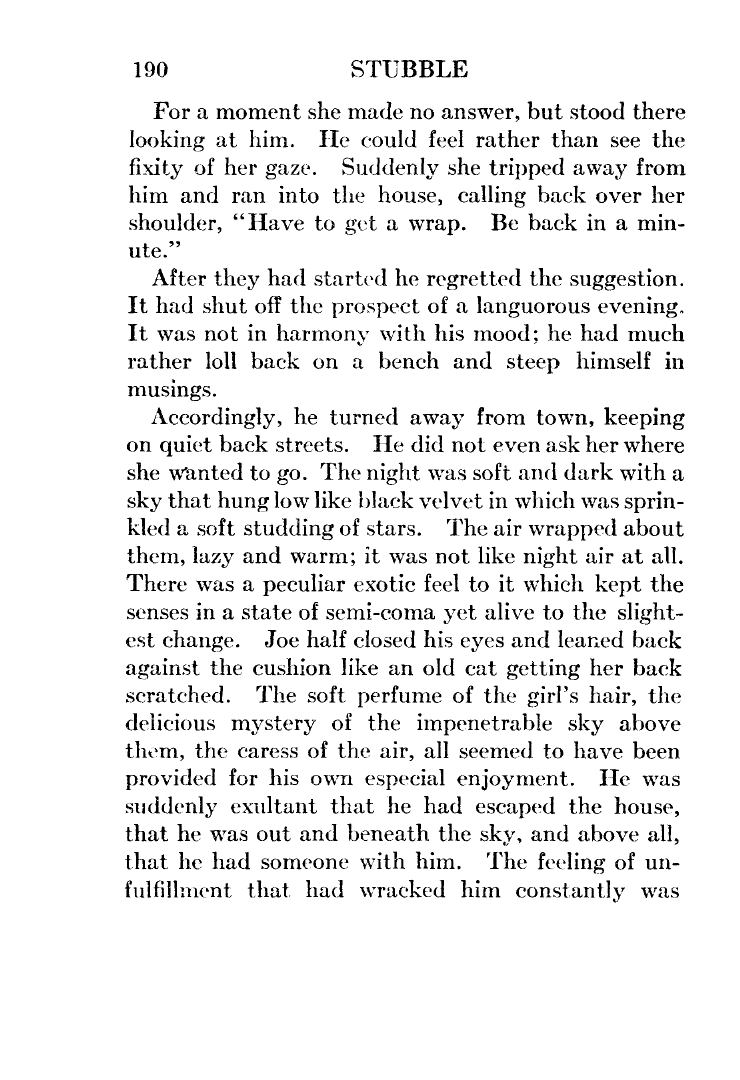 190 STUBBLE
For a moment she made no answer, but stood there
looking at him. He could feel rather than see the
fixity of her gaze. Suddenly she tripped away from
him and ran into the house, calling back over her
shoulder, "Have to get a wrap. Be back in a min-
ute."
After they had started he regretted the suggestion.
It had shut off the prospect of a languorous evening.
It was not in harmony with his mood; he had much
rather loll back on a bench and steep himself in
musings.
Accordingly, he turned away from town, keeping
on quiet back streets. He did not even ask her where
she wanted to go. The night was soft and dark with a
sky that hung low like black velvet in which was sprin-
kled a soft studding of stars. The air wrapped about
them, lazy and warm; it was not like night air at all.
There was a peculiar exotic feel to it which kept the
senses in a state of semi-coma yet alive to the slight-
est change. Joe half closed his eyes and leaned back
against the cushion like an old cat getting her back
scratched. The soft perfume of the girl's hair, the
delicious mystery of the impenetrable sky above
them, the caress of the air, all seemed to have been
provided for his own especial enjoyment. He was
suddenly exultant that he had escaped the house,
that he was out and beneath the sky, and above all,
that he had someone with him. The feeling of un-
fulfillment that had wracked him constantly was